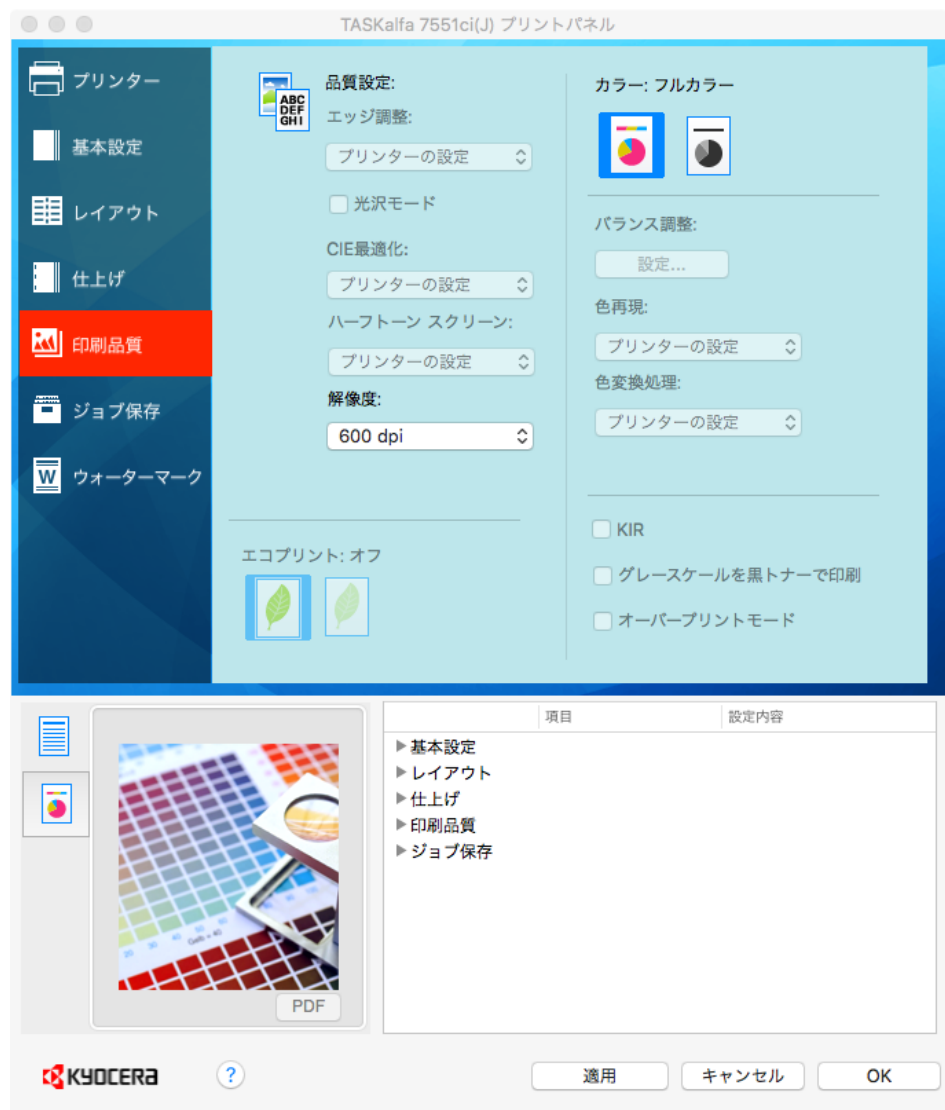 TASKalfa 7551ci(J) プリントパネル
プリンター
基本設定
レイアウト
仕上げ
印刷品質
ジョブ保存
W
ウォーターマーク
ABC
DEF
GHI
品質設定:
エッジ調整:
プリンターの設定
光沢モード
CIE最適化:
プリンターの設定
ハーフトーン スクリーン:
プリンターの設定
解像度:
600 dpi
エコプリント: オフ
カラー: フルカラー
バランス調整:
設定...
色再現:
プリンターの設定
色変換処理:
プリンターの設定
KIR
グレースケールを黒トナーで印刷
オーバープリントモード
PDF
項目
設定内容
基本設定
レイアウト
仕上げ
印刷品質
ジョブ保存
KYOCERA
?
適用
キャンセル
OK